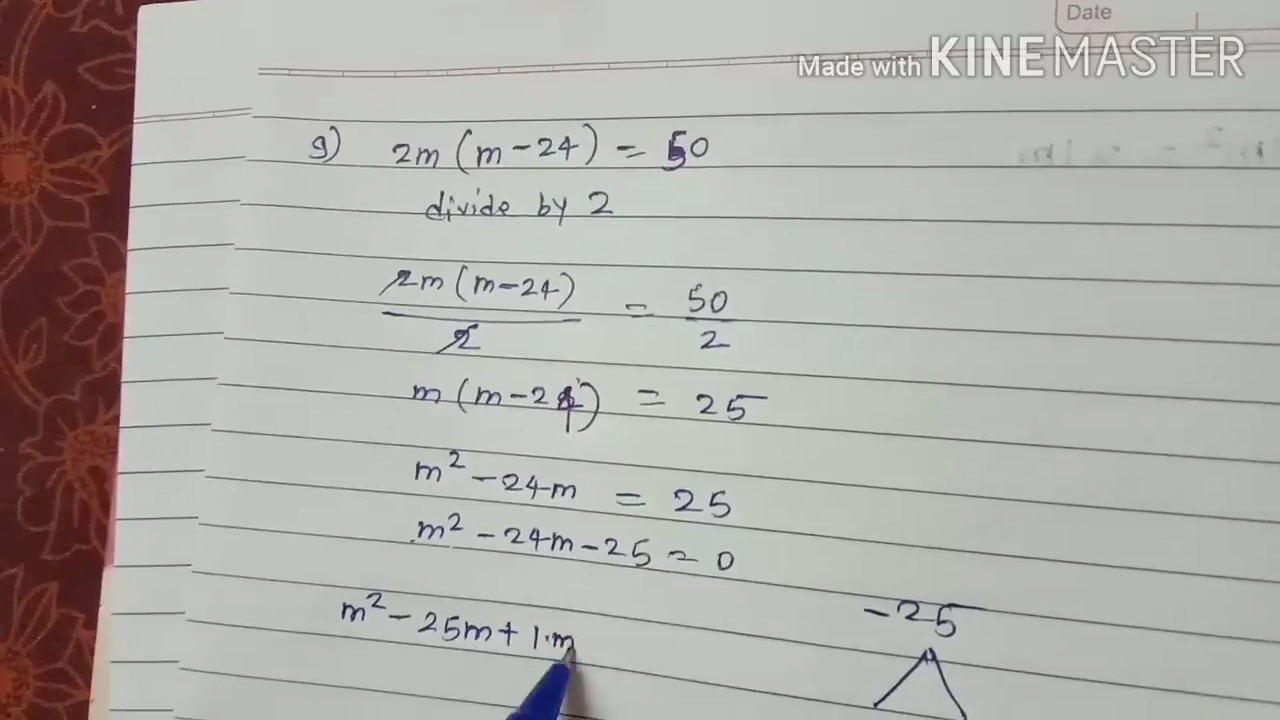 Date
Made with KINEMASTER
g) 2m (m-24) = 50
divide by 2
2m (m-24) / 2 = 50 / 2
m (m-24) = 25
m² - 24m = 25
m² - 24m - 25 = 0
m² - 25m + 1·m
-25